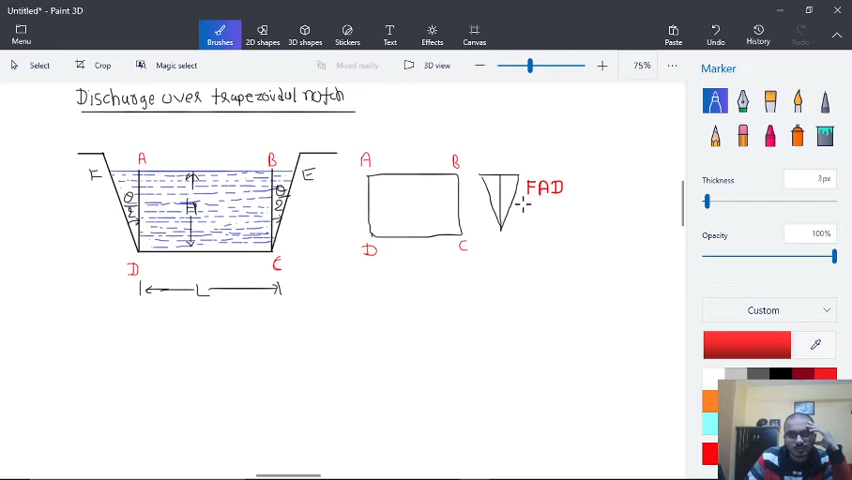 Untitled* - Paint 3D
Menu
Brushes
2D shapes
3D shapes
Stickers
Text
Effects
Canvas
Paste
Undo
History
Redo
Select
Crop
Magic select
Mixed reality
3D view
75%
Marker
Thickness
3px
Opacity
100%
Custom
Discharge over trapezoidal notch
A
B
F
E
θ/2
H
θ/2
D
C
L
A
B
D
C
FAD